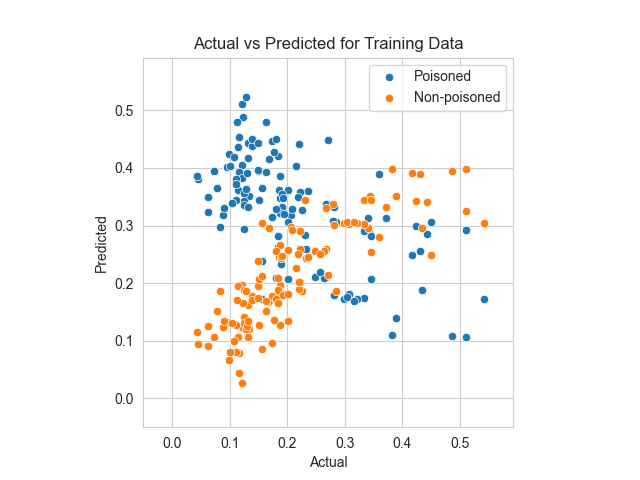 Actual vs Predicted for Training Data
Poisoned
Non-poisoned
0.5
0.4
0.3
0.2
0.1
0.0
Predicted
0.0 0.1 0.2 0.3 0.4 0.5
Actual